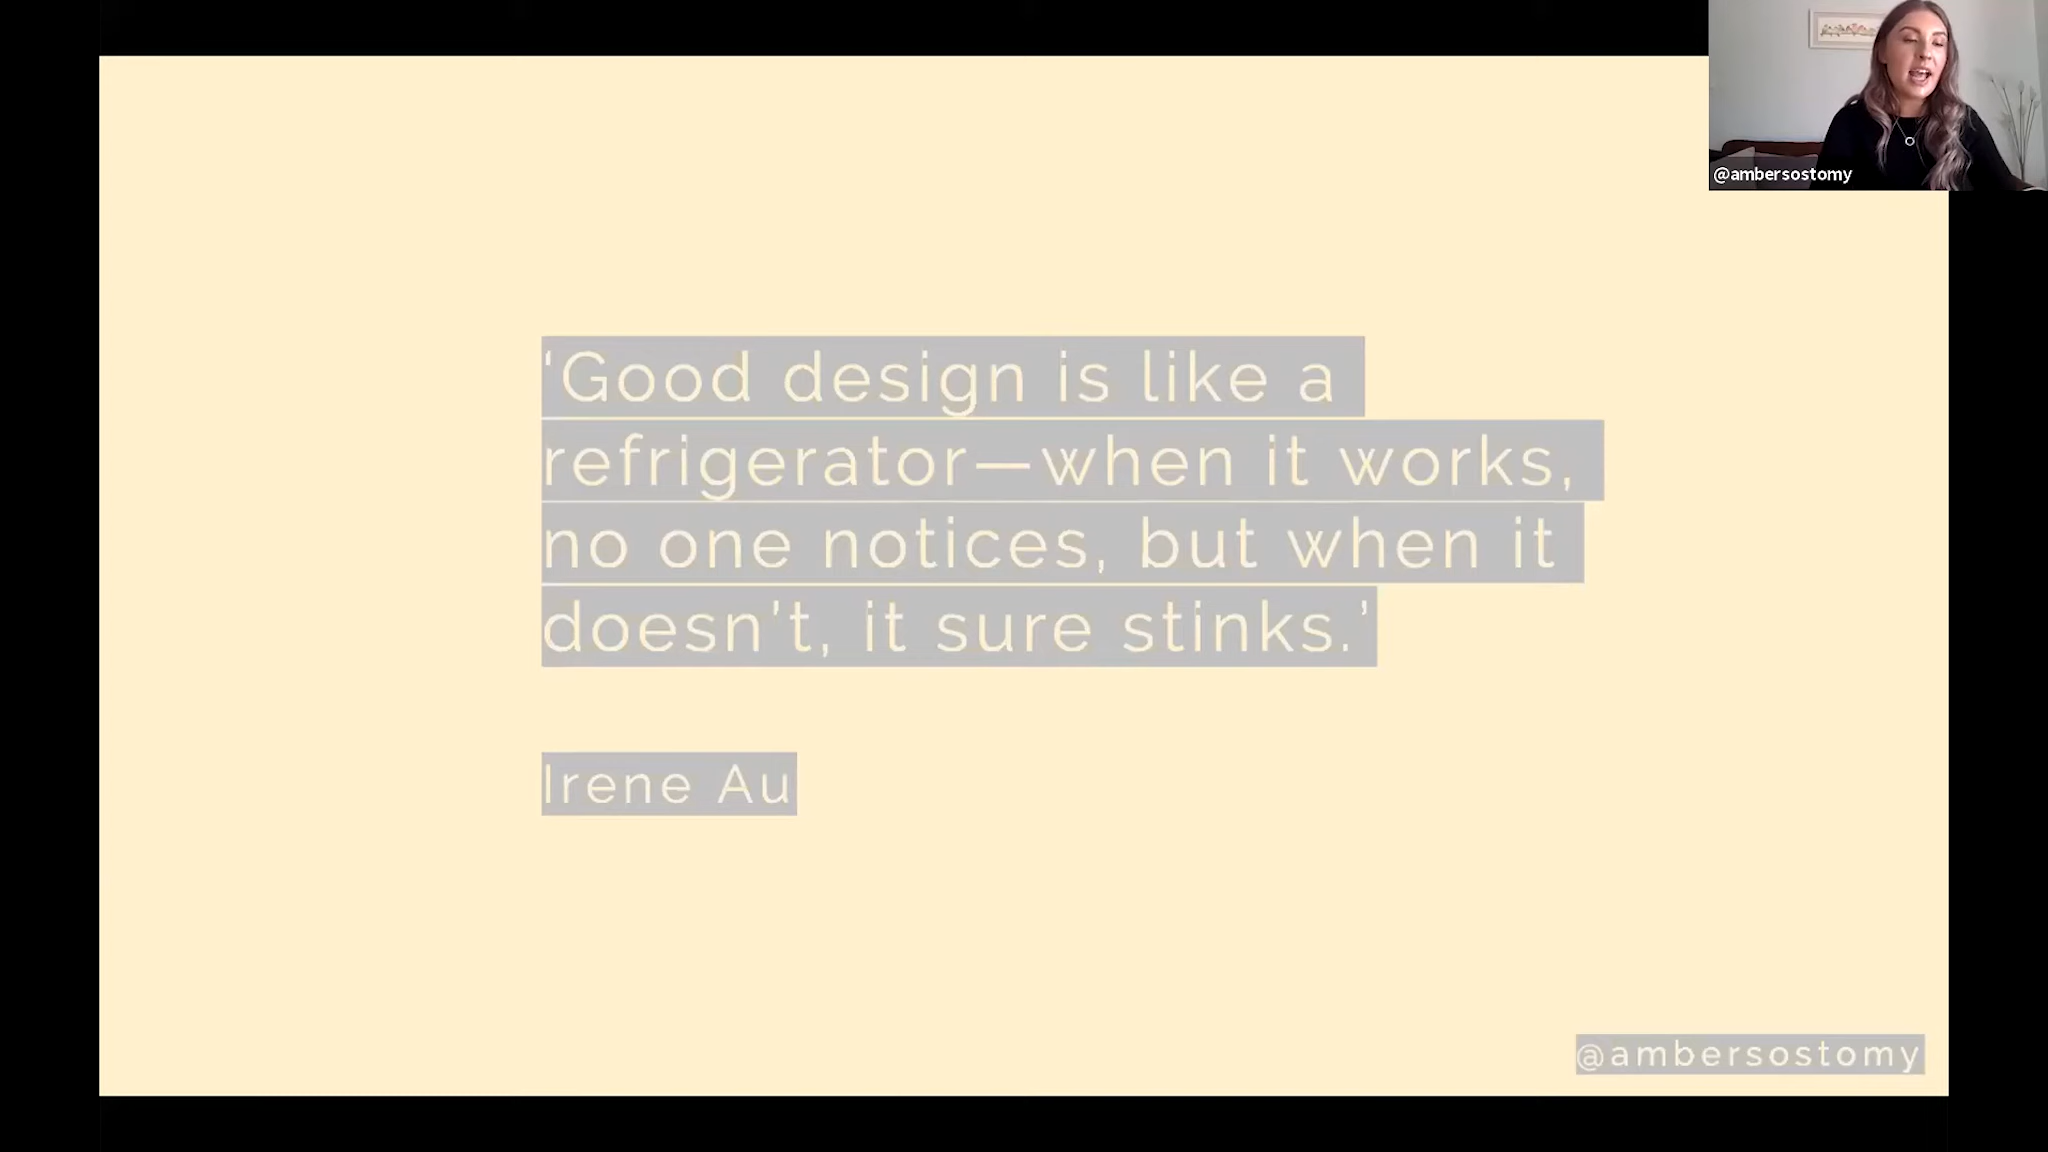 @ambersostomy
‘Good design is like a
refrigerator—when it works,
no one notices, but when it
doesn’t, it sure stinks.’
Irene Au
@ambersostomy